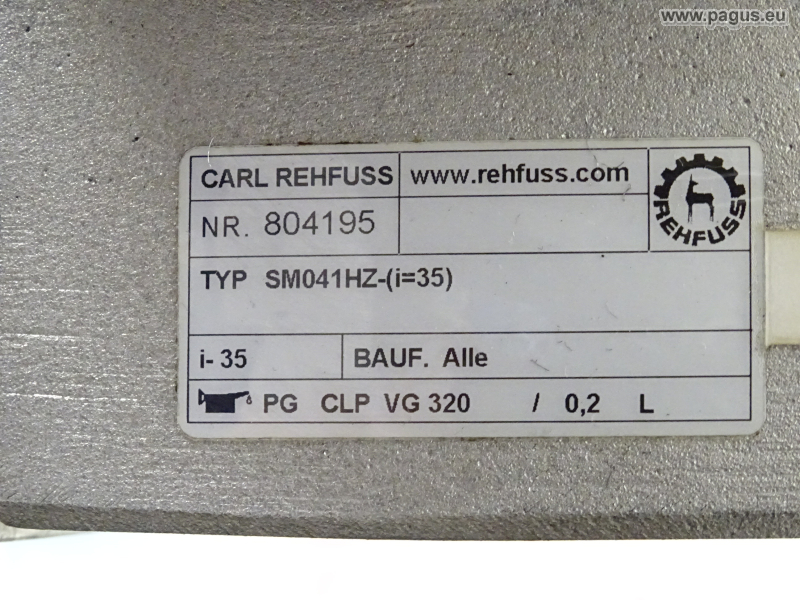 www.pagus.eu
CARL REHFUSS www.rehfuss.com
NR. 804195
REHFUSS
TYP SM041HZ-(i=35)
i- 35 BAUF. Alle
PG CLP VG 320 / 0,2 L